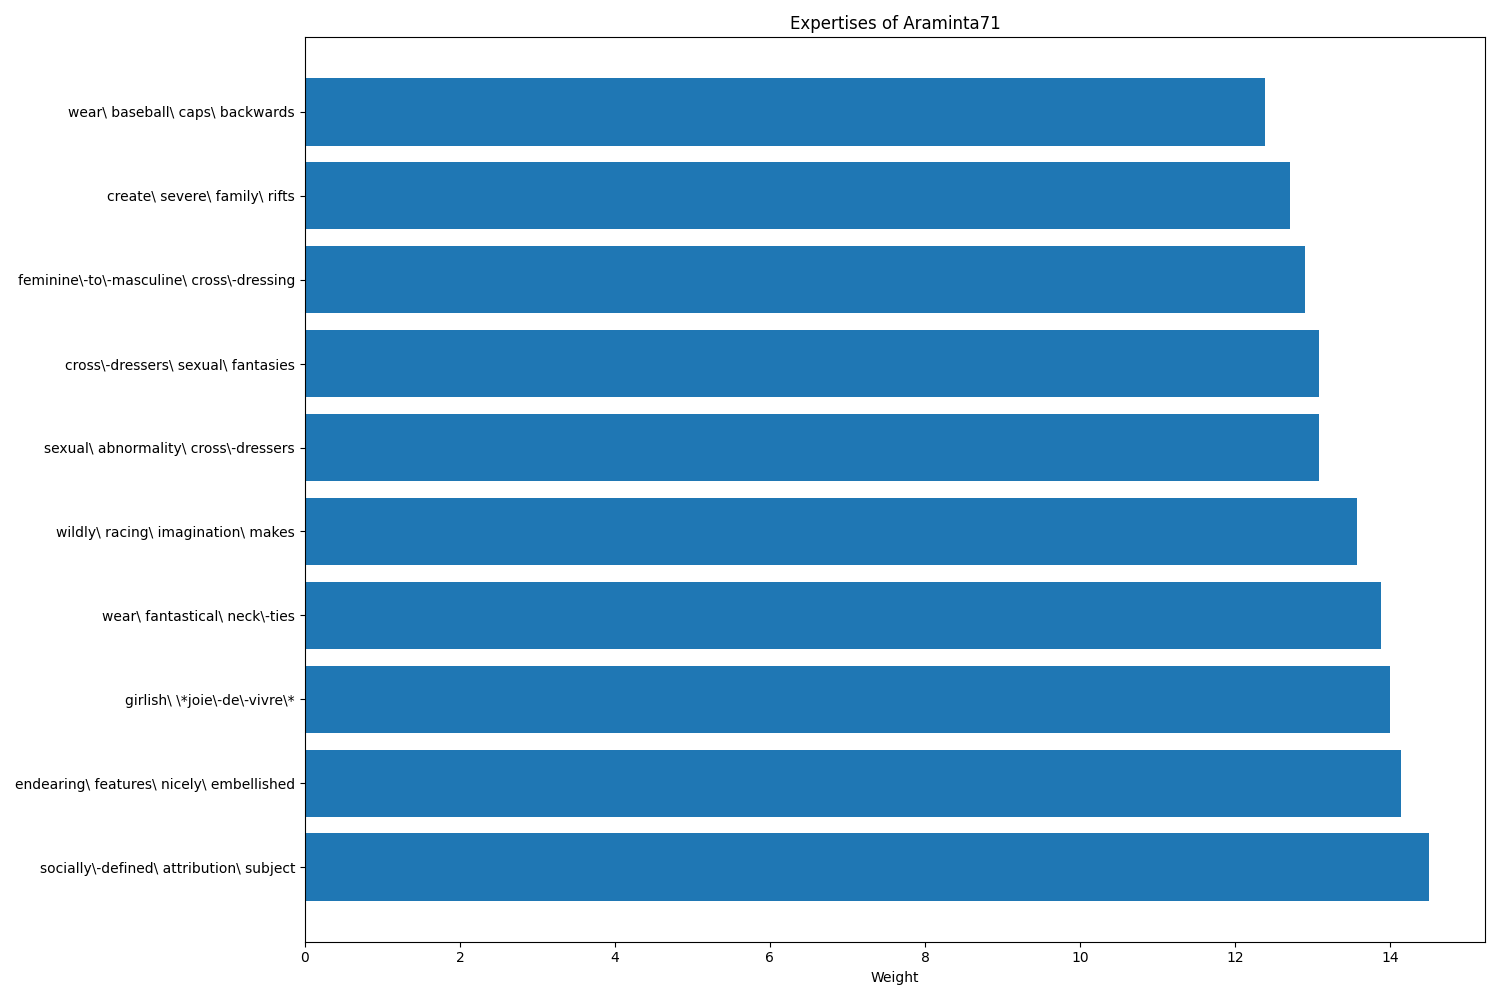 Expertises of Araminta71
wear\ baseball\ caps\ backwards
create\ severe\ family\ rifts
feminine\-to\-masculine\ cross\-dressing
cross\-dressers\ sexual\ fantasies
sexual\ abnormality\ cross\-dressers
wildly\ racing\ imagination\ makes
wear\ fantastical\ neck\-ties
girlish\ \*joie\-de\-vivre\*
endearing\ features\ nicely\ embellished
socially\-defined\ attribution\ subject
0 2 4 6 8 10 12 14
Weight